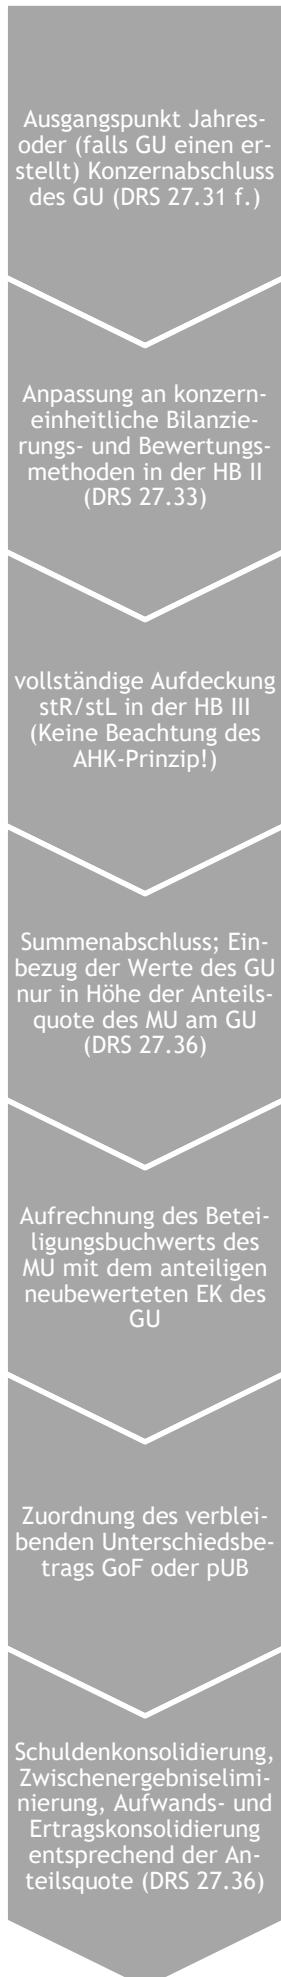 Ausgangspunkt Jahres-
oder (falls GU einen er-
stellt) Konzernabschluss
des GU (DRS 27.31 f.)
Anpassung an konzern-
einheitliche Bilanzie-
rungs- und Bewertungs-
methoden in der HB II
(DRS 27.33)
vollständige Aufdeckung
stR/stL in der HB III
(Keine Beachtung des
AHK-Prinzip!)
Summenabschluss; Ein-
bezug der Werte des GU
nur in Höhe der Anteils-
quote des MU am GU
(DRS 27.36)
Aufrechnung des Betei-
ligungsbuchwerts des
MU mit dem anteiligen
neubewerteten EK des
GU
Zuordnung des verblei-
benden Unterschiedsbe-
trags GoF oder pUB
Schuldenkonsolidierung,
Zwischenergebniselimi-
nierung, Aufwands- und
Ertragskonsolidierung
entsprechend der An-
teilsquote (DRS 27.36)